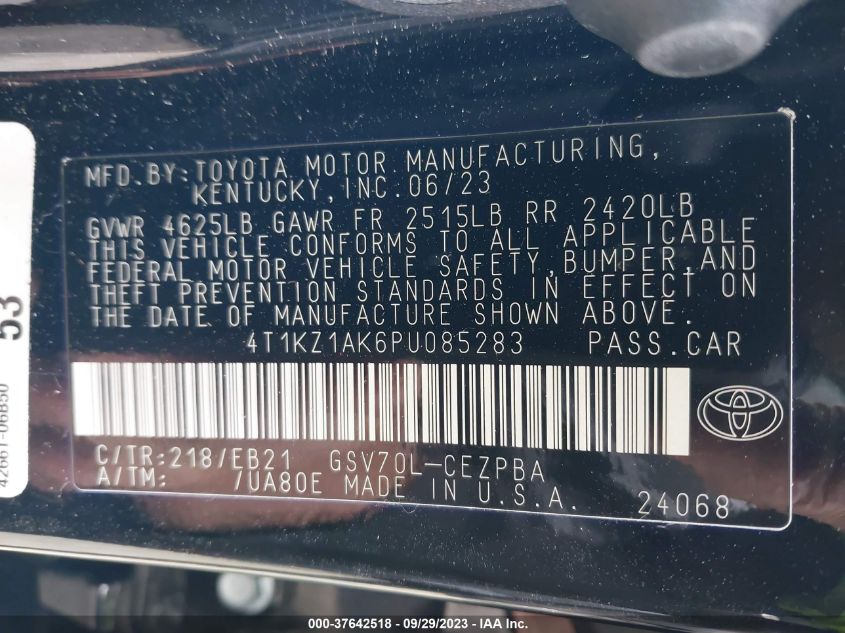 MFD.BY:TOYOTA MOTOR MANUFACTURING,
KENTUCKY,INC.06/23
GVWR 4625LB GAWR FR 2515LB RR 2420LB
THIS VEHICLE CONFORMS TO ALL APPLICABLE
FEDERAL MOTOR VEHICLE SAFETY,BUMPER,AND
THEFT PREVENTION STANDARDS IN EFFECT ON
THE DATE OF MANUFACTURE SHOWN ABOVE.
4T1KZ1AK6PU085283 PASS.CAR
C/TR:218/EB21 GSV70L-CEZPBA
A/TM: /UA80E MADE IN U.S.A. 24068
53
42661-06B50
000-37642518 - 09/29/2023 - IAA Inc.